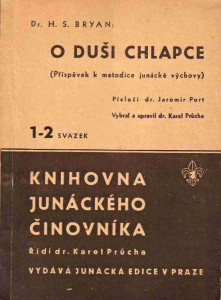 Dr. H. S. BRYAN:
O DUŠI CHLAPCE
(Příspěvek k metodice junácké výchovy)
Přeložil dr. Jaromír Port
Vybral a upravil dr. Karel Průcha
1-2 SVAZEK
KNIHOVNA
JUNÁCKÉHO
ČINOVNÍKA
Řídí dr. Karel Průcha
VYDÁVÁ JUNÁCKÁ EDICE V PRAZE